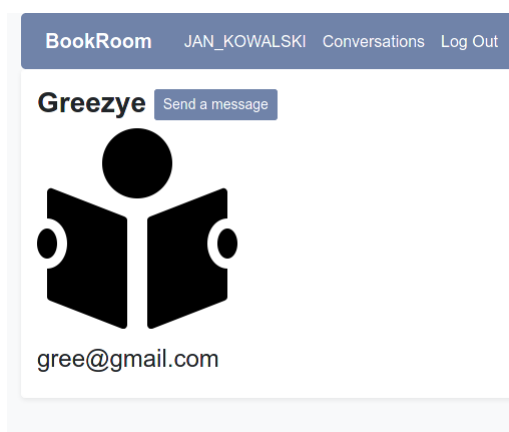 BookRoom JAN_KOWALSKI Conversations Log Out
Greezye Send a message
gree@gmail.com